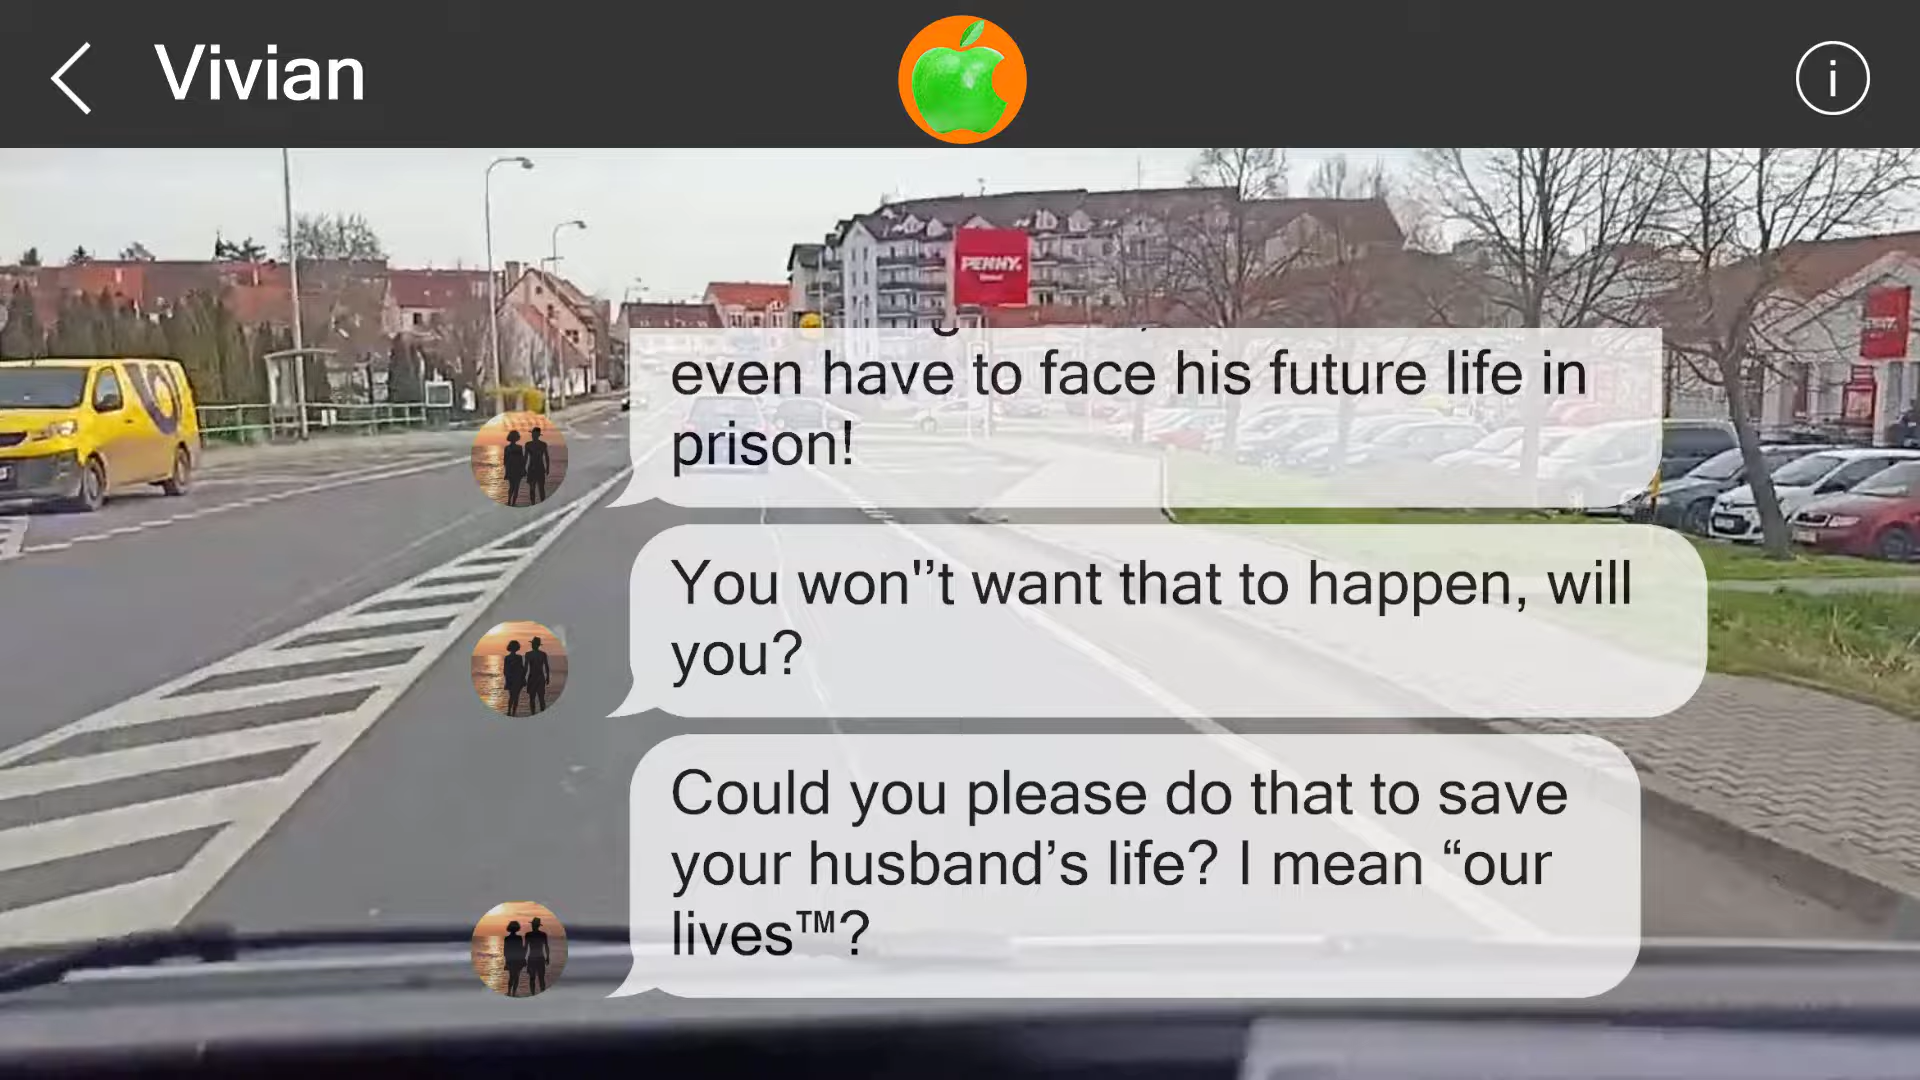 Vivian
i
PENNY.
even have to face his future life in
prison!
You won"’t want that to happen, will
you?
Could you please do that to save
your husband’s life? I mean “our
lives™?